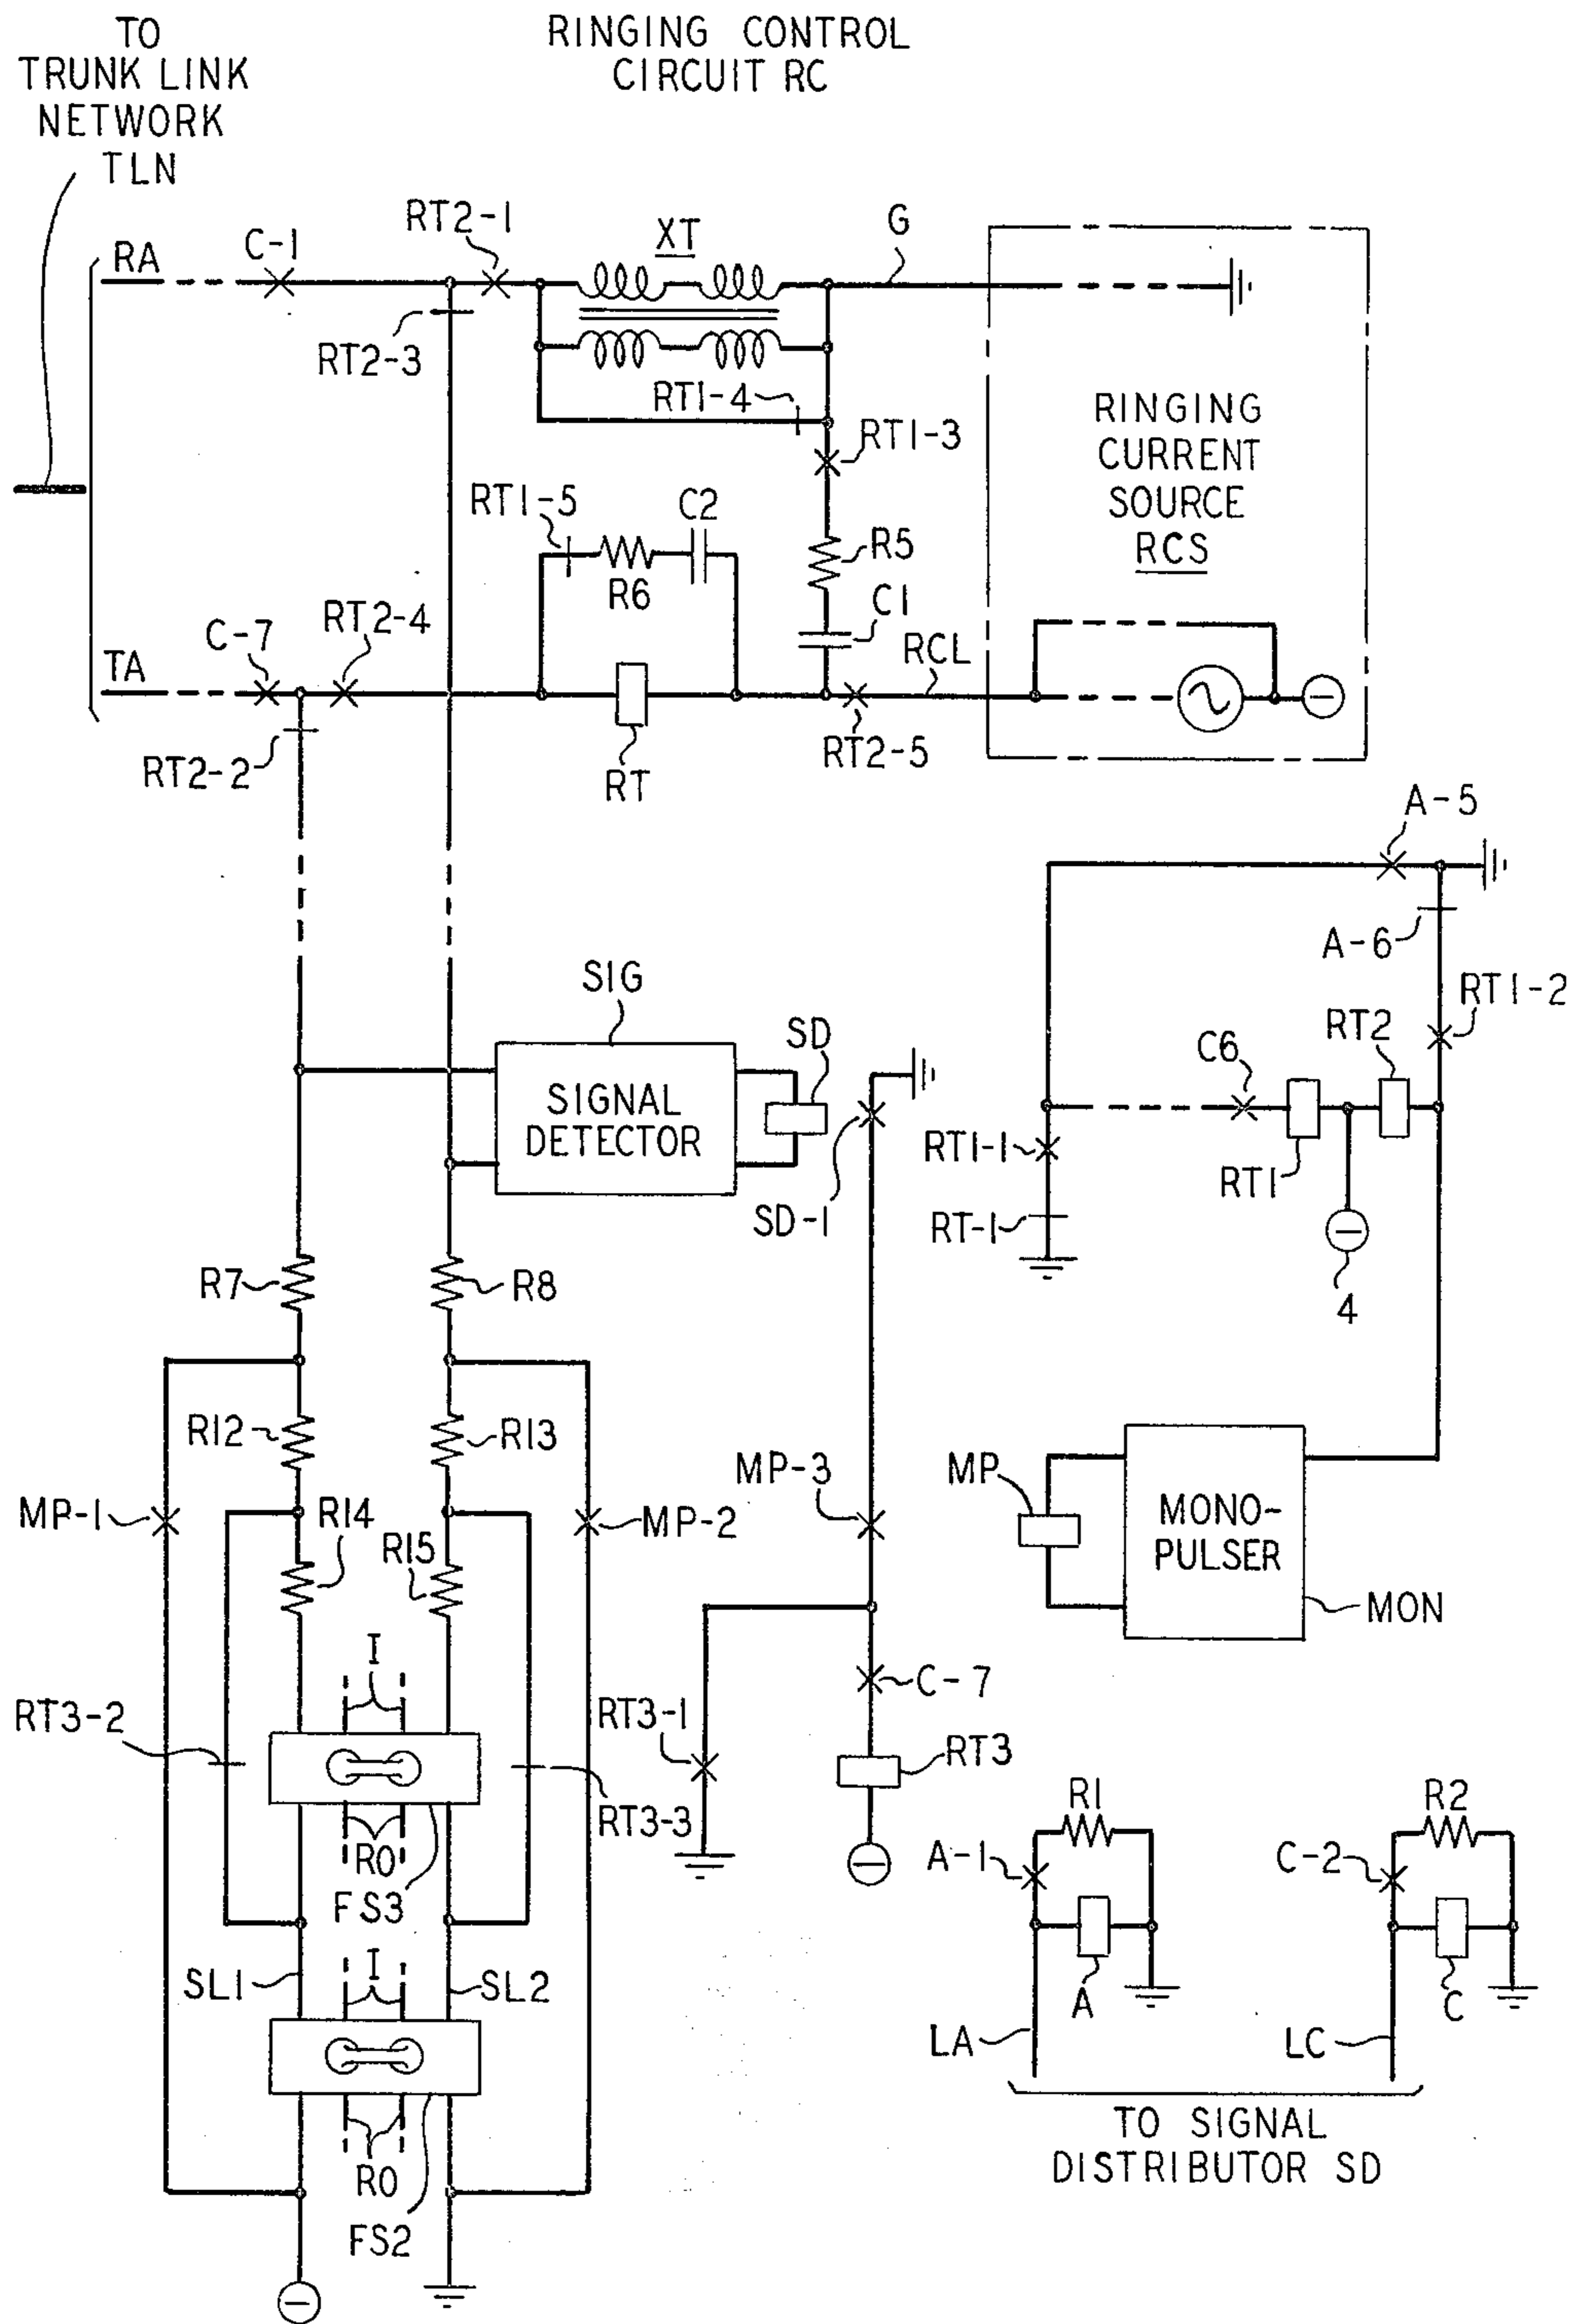 TO
TRUNK LINK
NETWORK
TLN
RINGING CONTROL
CIRCUIT RC
RA
C-1
RT2-1
XT
G
RT2-3
RT1-4
RT1-3
RINGING
CURRENT
SOURCE
RCS
RT1-5
C2
R5
R6
C1
TA
C-7
RT2-4
RCL
RT2-2
RT
RT2-5
A-5
A-6
SIG
SD
RT1-2
RT2
C6
SIGNAL
DETECTOR
RT1-1
RT1
SD-1
RT-1
4
R7
R8
R12
R13
MP-3
MP
MP-1
R14
R15
MP-2
MONO-
PULSER
MON
I
C-7
RT3-2
RT3-1
RT3
RT3-3
R1
R2
RO
A-1
C-2
FS3
SL1
I
SL2
A
C
LA
LC
RO
FS2
TO SIGNAL
DISTRIBUTOR SD